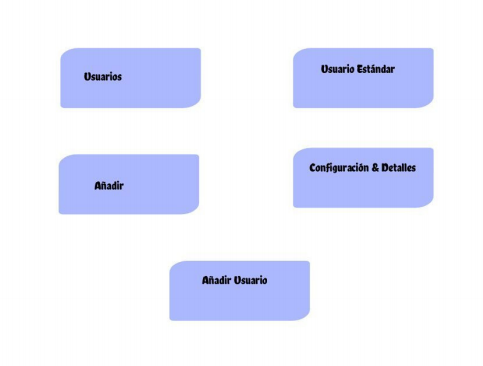 Usuarios
Usuario Estándar
Añadir
Configuración & Detalles
Añadir Usuario